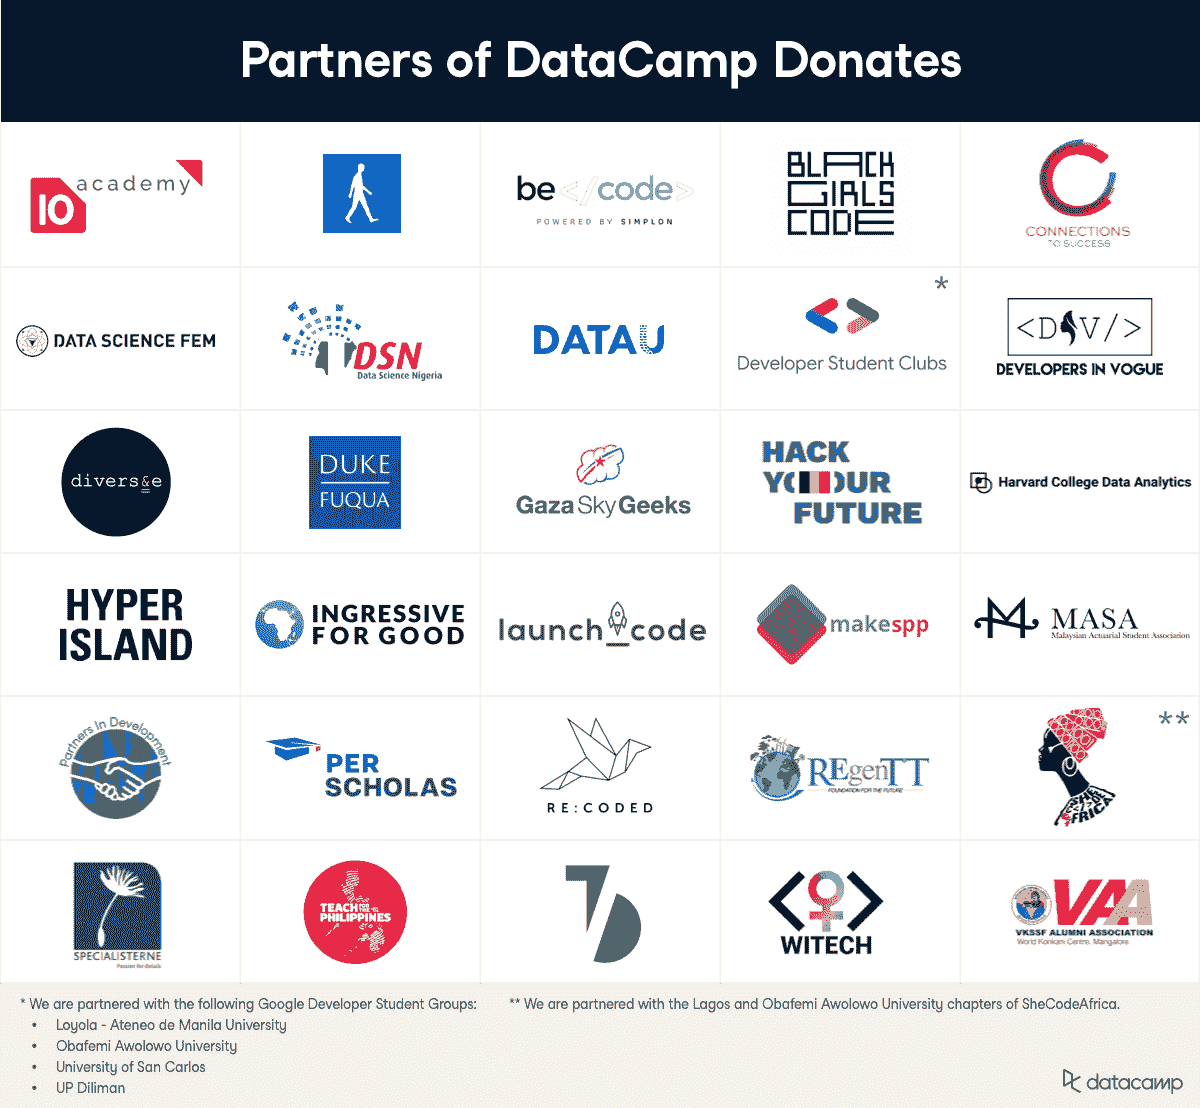 Partners of DataCamp Donates
10 academy
be </code>
POWERED BY SIMPLON
BLACK
GIRLS
CODE
CONNECTIONS
TO SUCCESS
DATA SCIENCE FEM
DSN
Data Science Nigeria
DATAU
*
Developer Student Clubs
<DIV/>
DEVELOPERS IN VOGUE
divers&e
DUKE
FUQUA
Gaza Sky Geeks
HACK
YOUR
FUTURE
Harvard College Data Analytics
HYPER
ISLAND
INGRESSIVE
FOR GOOD
launch code
makespp
MASA
Malaysian Actuarial Student Association
Partners In Development
PER
SCHOLAS
RE:CODED
REgenTT
FOUNDATION FOR THE FUTURE
**
SHE
CODE
AFRICA
SPECIALISTERNE
Passion for details
TEACH FOR THE
PHILIPPINES
WITECH
VAA
VKSSF ALUMNI ASSOCIATION
World Konkani Centre, Mangalore
* We are partnered with the following Google Developer Student Groups:
• Loyola - Ateneo de Manila University
• Obafemi Awolowo University
• University of San Carlos
• UP Diliman
** We are partnered with the Lagos and Obafemi Awolowo University chapters of SheCodeAfrica.
datacamp